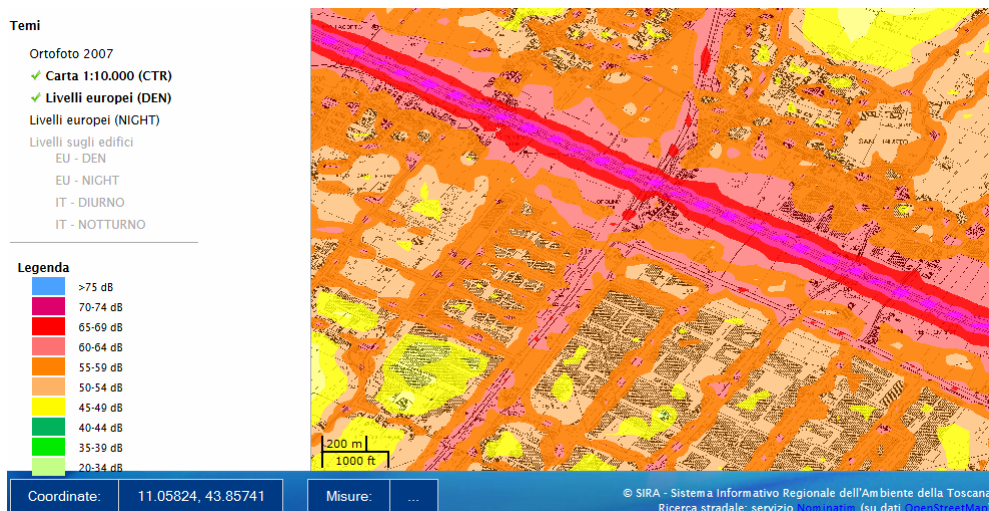 Temi
Ortofoto 2007
Carta 1:10.000 (CTR)
Livelli europei (DEN)
Livelli europei (NIGHT)
Livelli sugli edifici
EU - DEN
EU - NIGHT
IT - DIURNO
IT - NOTTURNO
Legenda
>75 dB
70-74 dB
65-69 dB
60-64 dB
55-59 dB
50-54 dB
45-49 dB
40-44 dB
35-39 dB
20-34 dB
200 m
1000 ft
Coordinate: 11.05824, 43.85741 Misure: ...
© SIRA - Sistema Informativo Regionale dell'Ambiente della Toscana
Ricerca stradale: servizio Nominatim (su dati OpenStreetMap